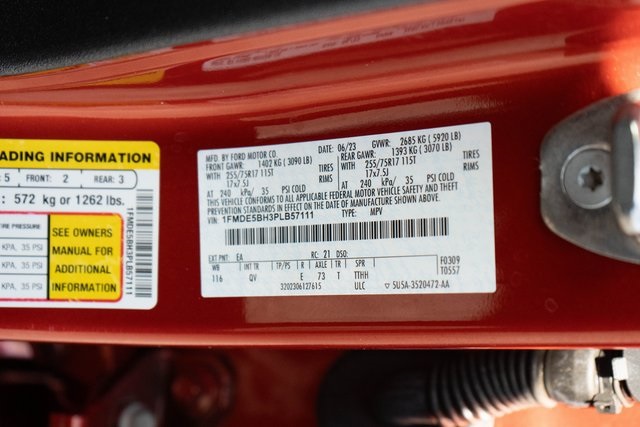 ADING INFORMATION
: 5 FRONT: 2 REAR: 3
: 572 kg or 1262 lbs.
RE PRESSURE
KPA, 35 PSI
KPA, 35 PSI
KPA, 35 PSI
SEE OWNERS
MANUAL FOR
ADDITIONAL
INFORMATION
1FMDE5BH3PLB57111
MFD. BY FORD MOTOR CO. DATE: 06/23 GVWR: 2685 KG ( 5920 LB)
FRONT GAWR: 1402 KG ( 3090 LB) REAR GAWR: 1393 KG ( 3070 LB)
255/75R17 115T TIRES 255/75R17 115T TIRES
17x7.5J RIMS 17x7.5J RIMS
AT 240 kPa/ 35 PSI COLD AT 240 kPa/ 35 PSI COLD
THIS VEHICLE CONFORMS TO ALL APPLICABLE FEDERAL MOTOR VEHICLE SAFETY AND THEFT
PREVENTION STANDARDS IN EFFECT ON THE DATE OF MANUFACTURE SHOWN ABOVE.
VIN 1FMDE5BH3PLB57111 TYPE: MPV
EXT PNT: EA RC: 21 DSO:
WB INT TR TP/PS R AXLE TR SPR F0309
116 QV E 73 T TTHH T0557
3202306127615 ULC 5U5A-3520472-AA